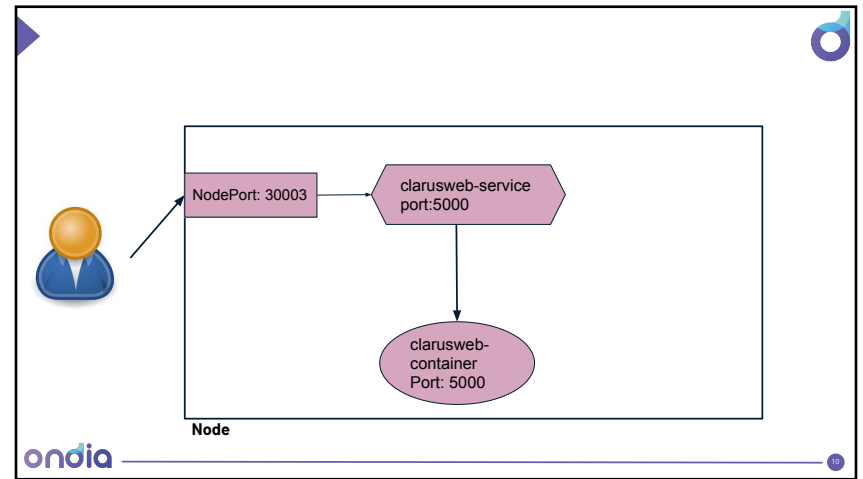 NodePort: 30003
clarusweb-service
port:5000
clarusweb-
container
Port: 5000
Node
ondia
10